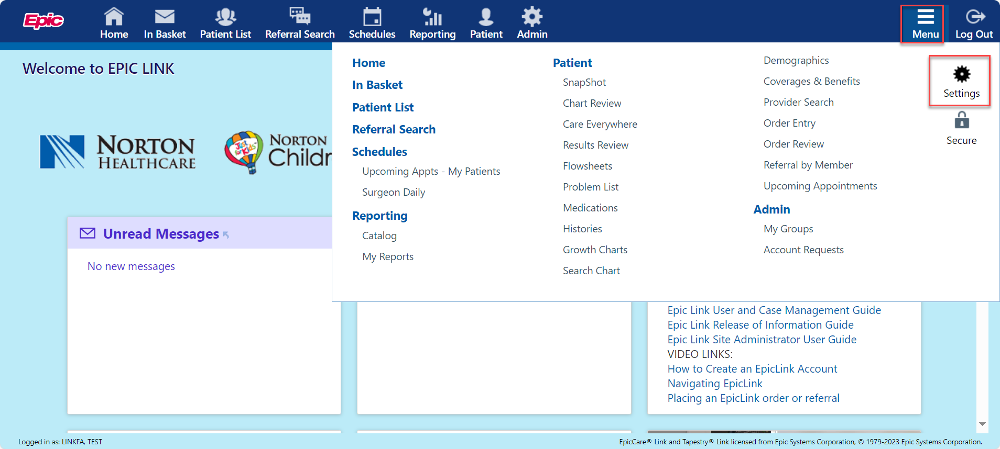 Epic
Home
In Basket
Patient List
Referral Search
Schedules
Reporting
Patient
Admin
Menu
Log Out
Welcome to EPIC LINK
NORTON
HEALTHCARE
Just
for Kids
NORTON
Childr
Home
In Basket
Patient List
Referral Search
Schedules
Upcoming Appts - My Patients
Surgeon Daily
Reporting
Catalog
My Reports
Patient
SnapShot
Chart Review
Care Everywhere
Results Review
Flowsheets
Problem List
Medications
Histories
Growth Charts
Search Chart
Demographics
Coverages & Benefits
Provider Search
Order Entry
Order Review
Referral by Member
Upcoming Appointments
Admin
My Groups
Account Requests
Settings
Secure
Unread Messages
No new messages
Epic Link User and Case Management Guide
Epic Link Release of Information Guide
Epic Link Site Administrator User Guide
VIDEO LINKS:
How to Create an EpicLink Account
Navigating EpicLink
Placing an EpicLink order or referral
Logged in as: LINKFA, TEST
EpicCare® Link and Tapestry® Link licensed from Epic Systems Corporation, © 1979-2023 Epic Systems Corporation.